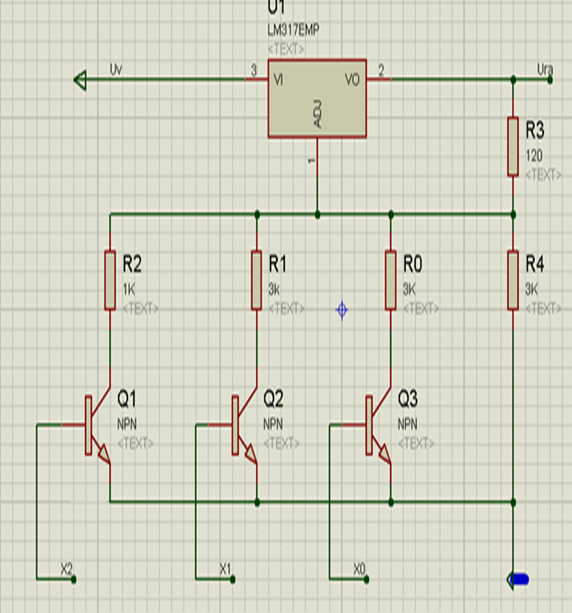 U1
LM317EMP
<TEXT>
Uv
3
VI
VO
2
Ura
ADJ
1
R3
120
<TEXT>
R2
1K
<TEXT>
R1
3k
<TEXT>
R0
3K
<TEXT>
R4
3K
<TEXT>
Q1
NPN
<TEXT>
Q2
NPN
<TEXT>
Q3
NPN
<TEXT>
X2
X1
X0